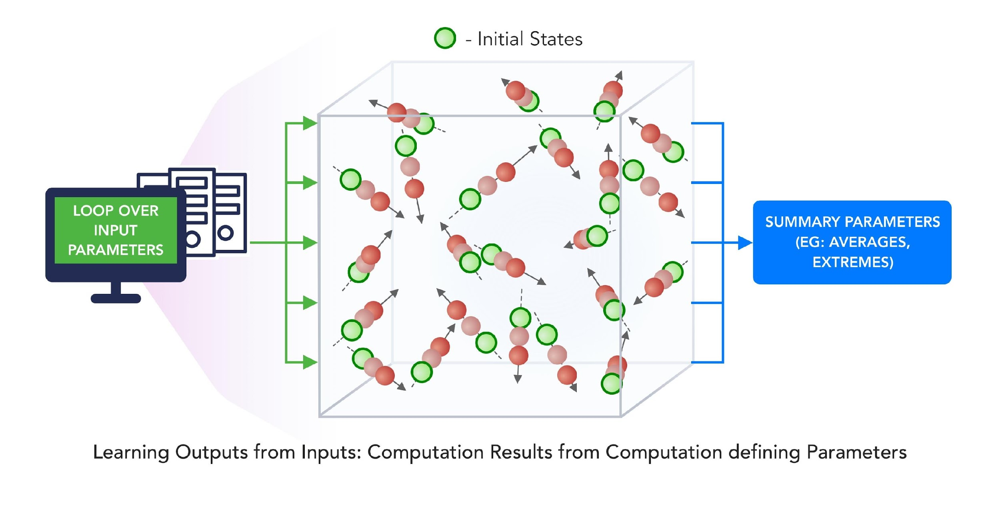 - Initial States
LOOP OVER
INPUT
PARAMETERS
SUMMARY PARAMETERS
(EG: AVERAGES,
EXTREMES)
Learning Outputs from Inputs: Computation Results from Computation defining Parameters